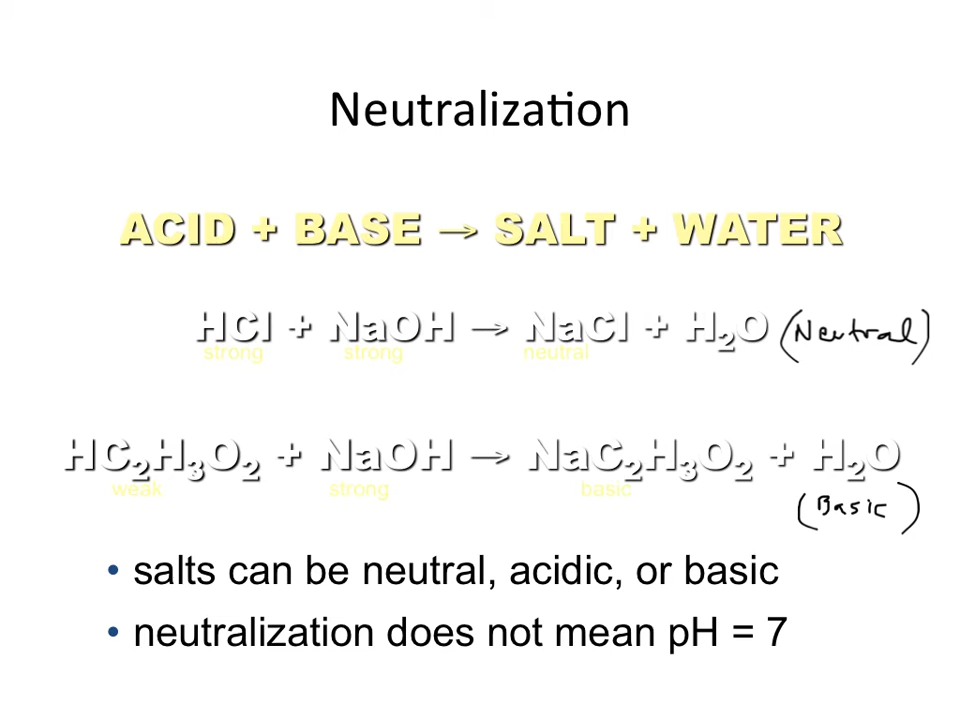 Neutralization
ACID + BASE → SALT + WATER
HCl + NaOH → NaCl + H₂O (Neutral)
strong strong neutral
HC₂H₃O₂ + NaOH → NaC₂H₃O₂ + H₂O
weak strong basic
(Basic)
• salts can be neutral, acidic, or basic
• neutralization does not mean pH = 7